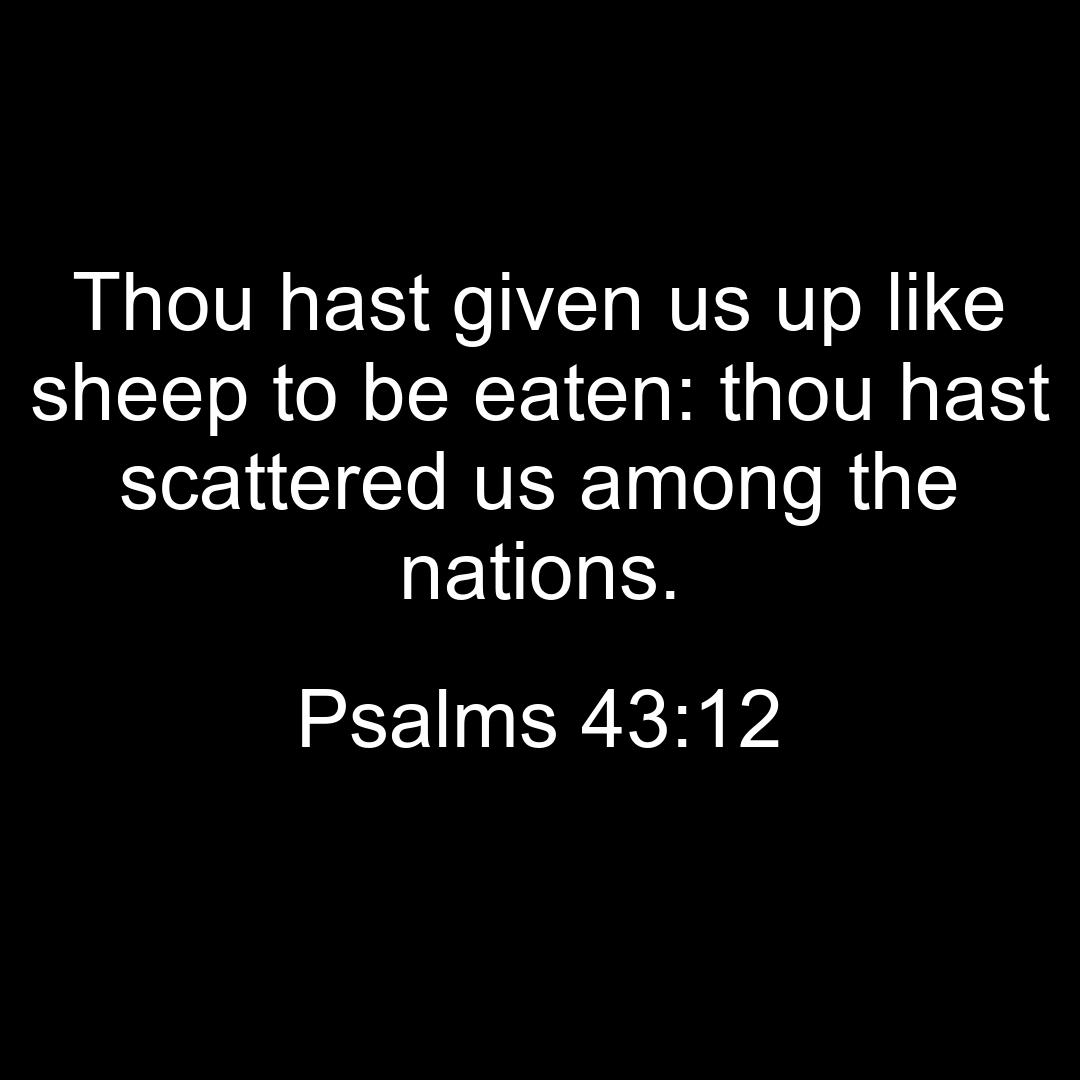 Thou hast given us up like
sheep to be eaten: thou hast
scattered us among the
nations.
Psalms 43:12